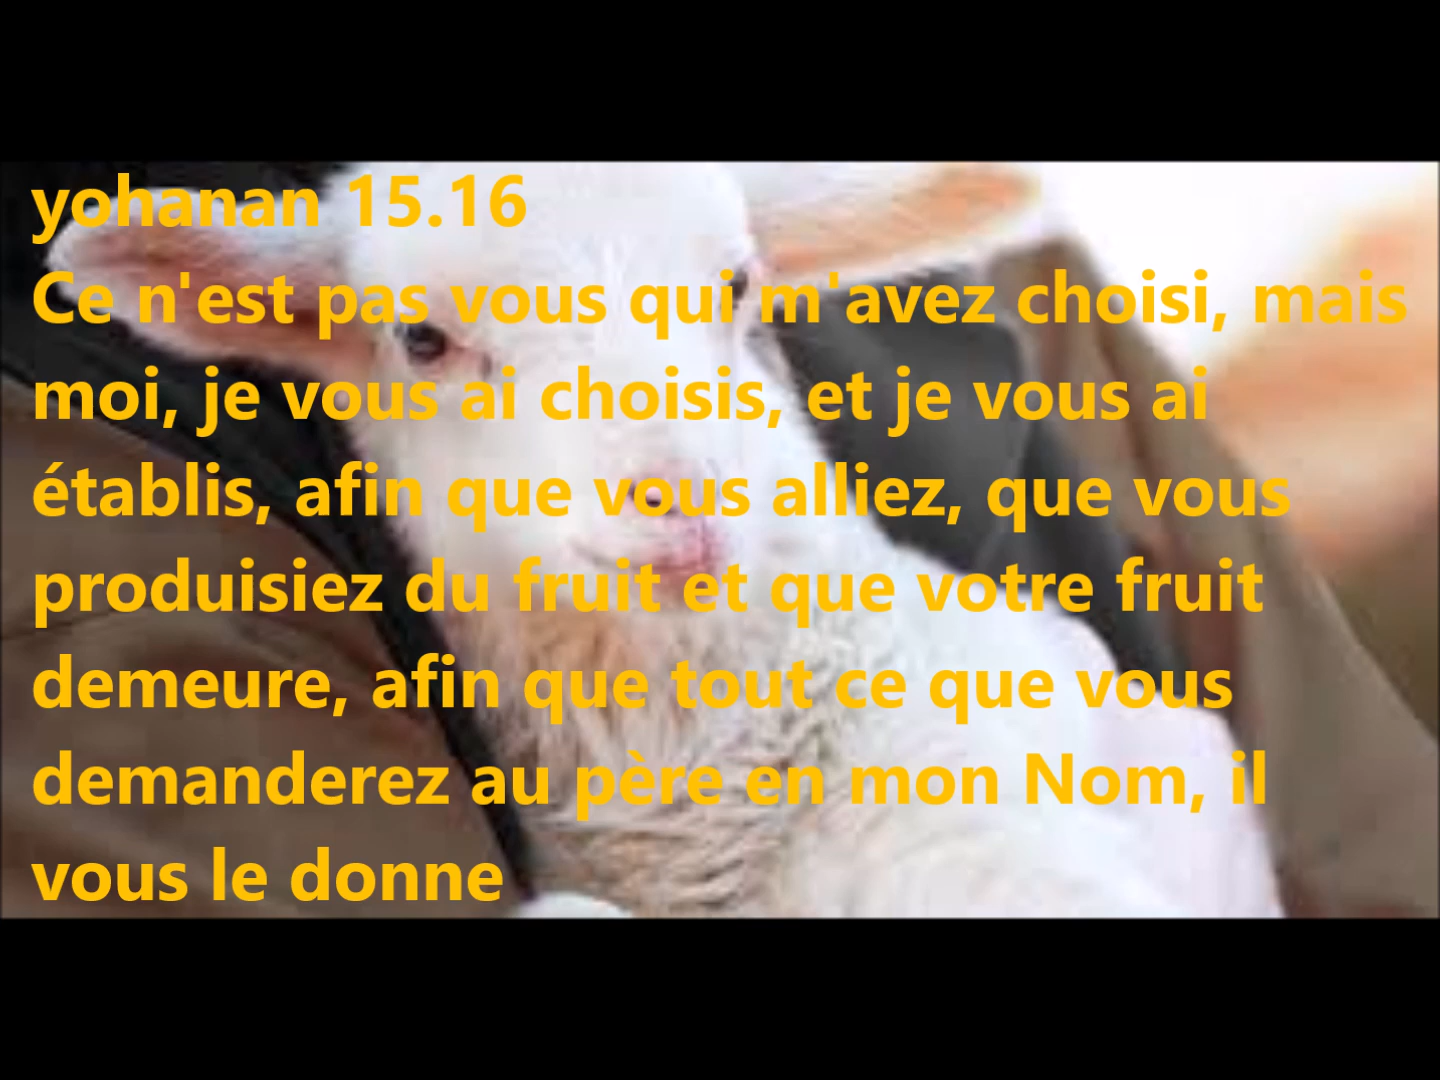 yohanan 15.16
Ce n'est pas vous qui m'avez choisi, mais
moi, je vous ai choisis, et je vous ai
établis, afin que vous alliez, que vous
produisiez du fruit et que votre fruit
demeure, afin que tout ce que vous
demanderez au père en mon Nom, il
vous le donne